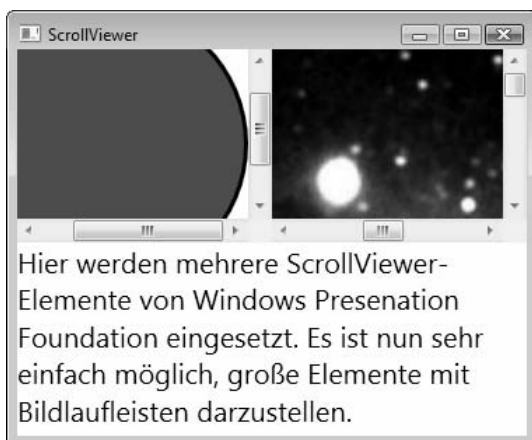 ScrollViewer
Hier werden mehrere ScrollViewer-
Elemente von Windows Presenation
Foundation eingesetzt. Es ist nun sehr
einfach möglich, große Elemente mit
Bildlaufleisten darzustellen.